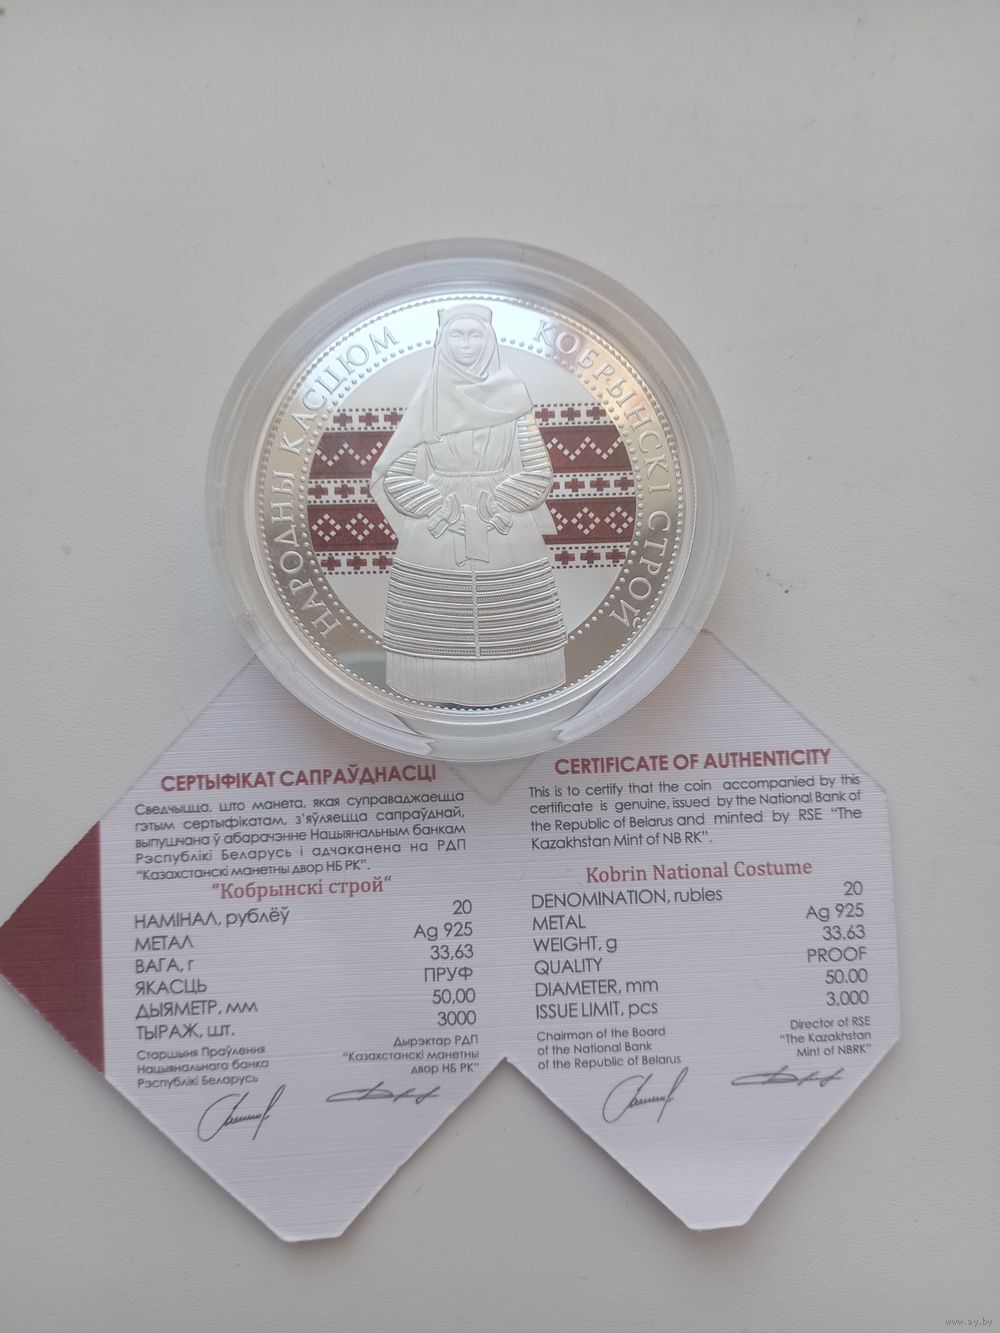 НАРОДНЫ КАСЦЮМ
КОБРЫНСКІ СТРОЙ
СЕРТЫФІКАТ САПРАЎДНАСЦІ
Сведчыцца, што манета, якая суправаджаецца
гэтым сертыфікатам, з'яўляецца сапраўднай,
выпушчана ў абарачэнне Нацыянальным банкам
Рэспублікі Беларусь і адчаканена на РДП
"Казахстанскі манетны двор НБ РК".
"Кобрынскі строй"
НАМІНАЛ, рублёў 20
МЕТАЛ Ag 925
ВАГА, г 33,63
ЯКАСЦЬ ПРУФ
ДЫЯМЕТР, мм 50,00
ТЫРАЖ, шт. 3000
Старшыня Праўлення
Нацыянальнага банка
Рэспублікі Беларусь
Дырэктар РДП
"Казахстанскі манетны
двор НБ РК"
CERTIFICATE OF AUTHENTICITY
This is to certify that the coin accompanied by this
certificate is genuine, issued by the National Bank of
the Republic of Belarus and minted by RSE "The
Kazakhstan Mint of NB RK".
Kobrin National Costume
DENOMINATION, rubles 20
METAL Ag 925
WEIGHT, g 33.63
QUALITY PROOF
DIAMETER, mm 50.00
ISSUE LIMIT, pcs 3,000
Chairman of the Board
of the National Bank
of the Republic of Belarus
Director of RSE
"The Kazakhstan
Mint of NBRK"
www.ay.by